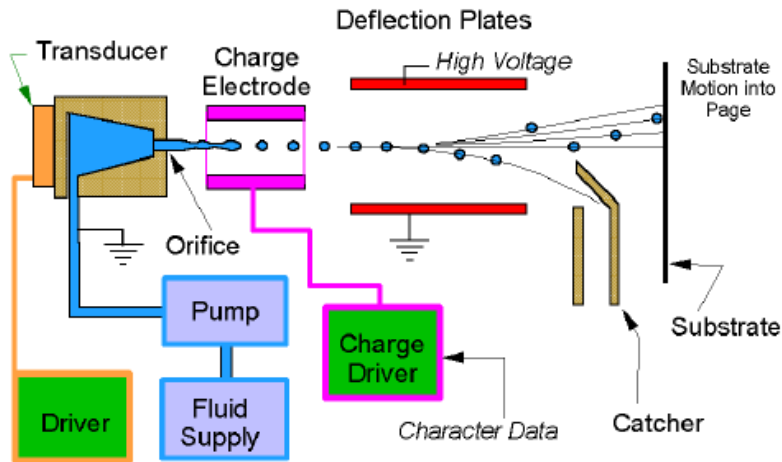 Deflection Plates
Transducer
Charge
Electrode
High Voltage
Substrate
Motion into
Page
Orifice
Pump
Charge
Driver
Substrate
Driver
Fluid
Supply
Character Data
Catcher